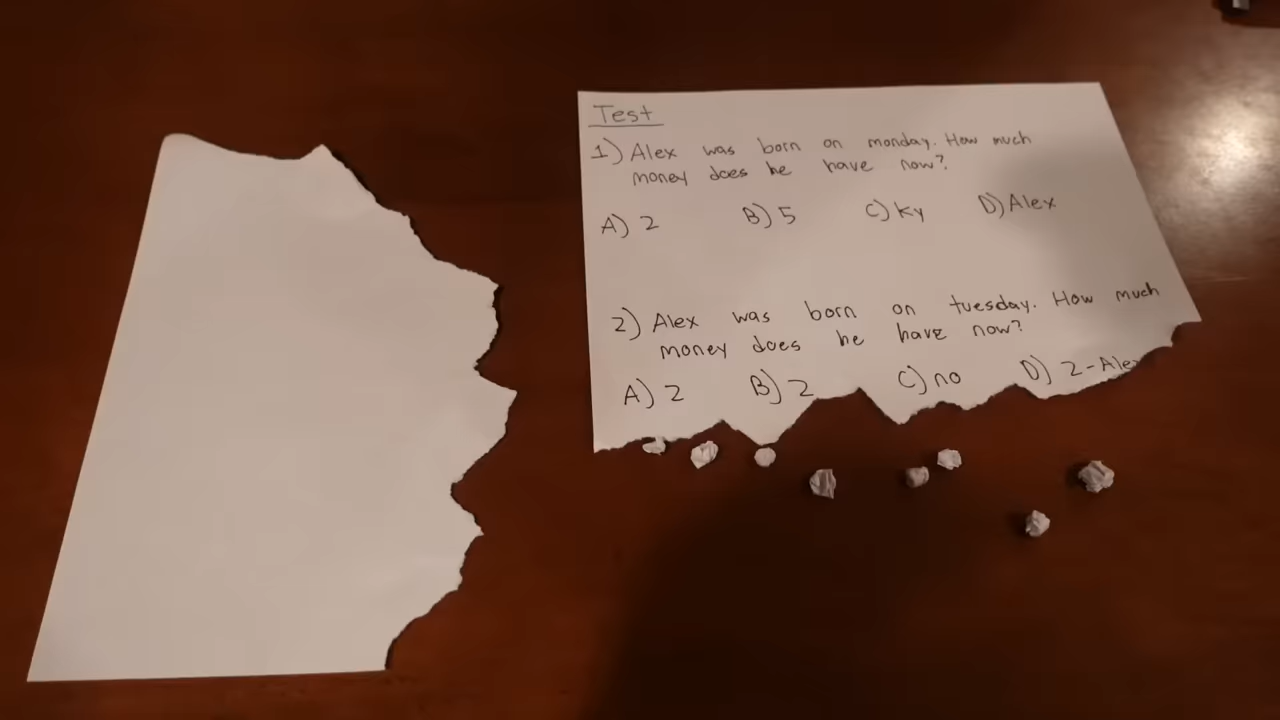 Test
1) Alex was born on monday. How much
money does he have now?
A) 2 B) 5 C) Ky D) Alex
2) Alex was born on tuesday. How much
money does he have now?
A) 2 B) 2 C) no D) 2-Alex